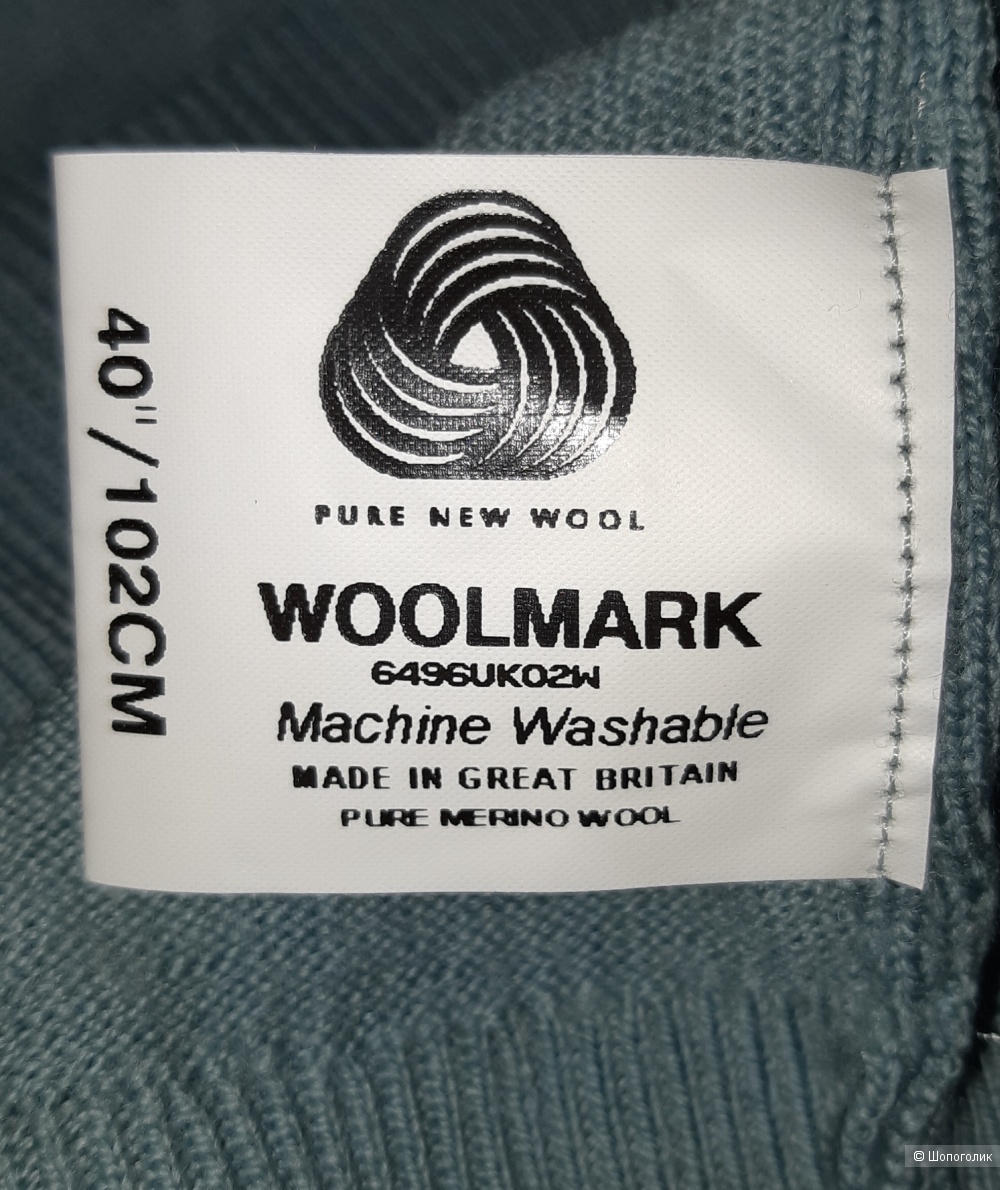 PURE NEW WOOL
WOOLMARK
6496UK02W
Machine Washable
MADE IN GREAT BRITAIN
PURE MERINO WOOL
40"/102CM
© Шопоголик